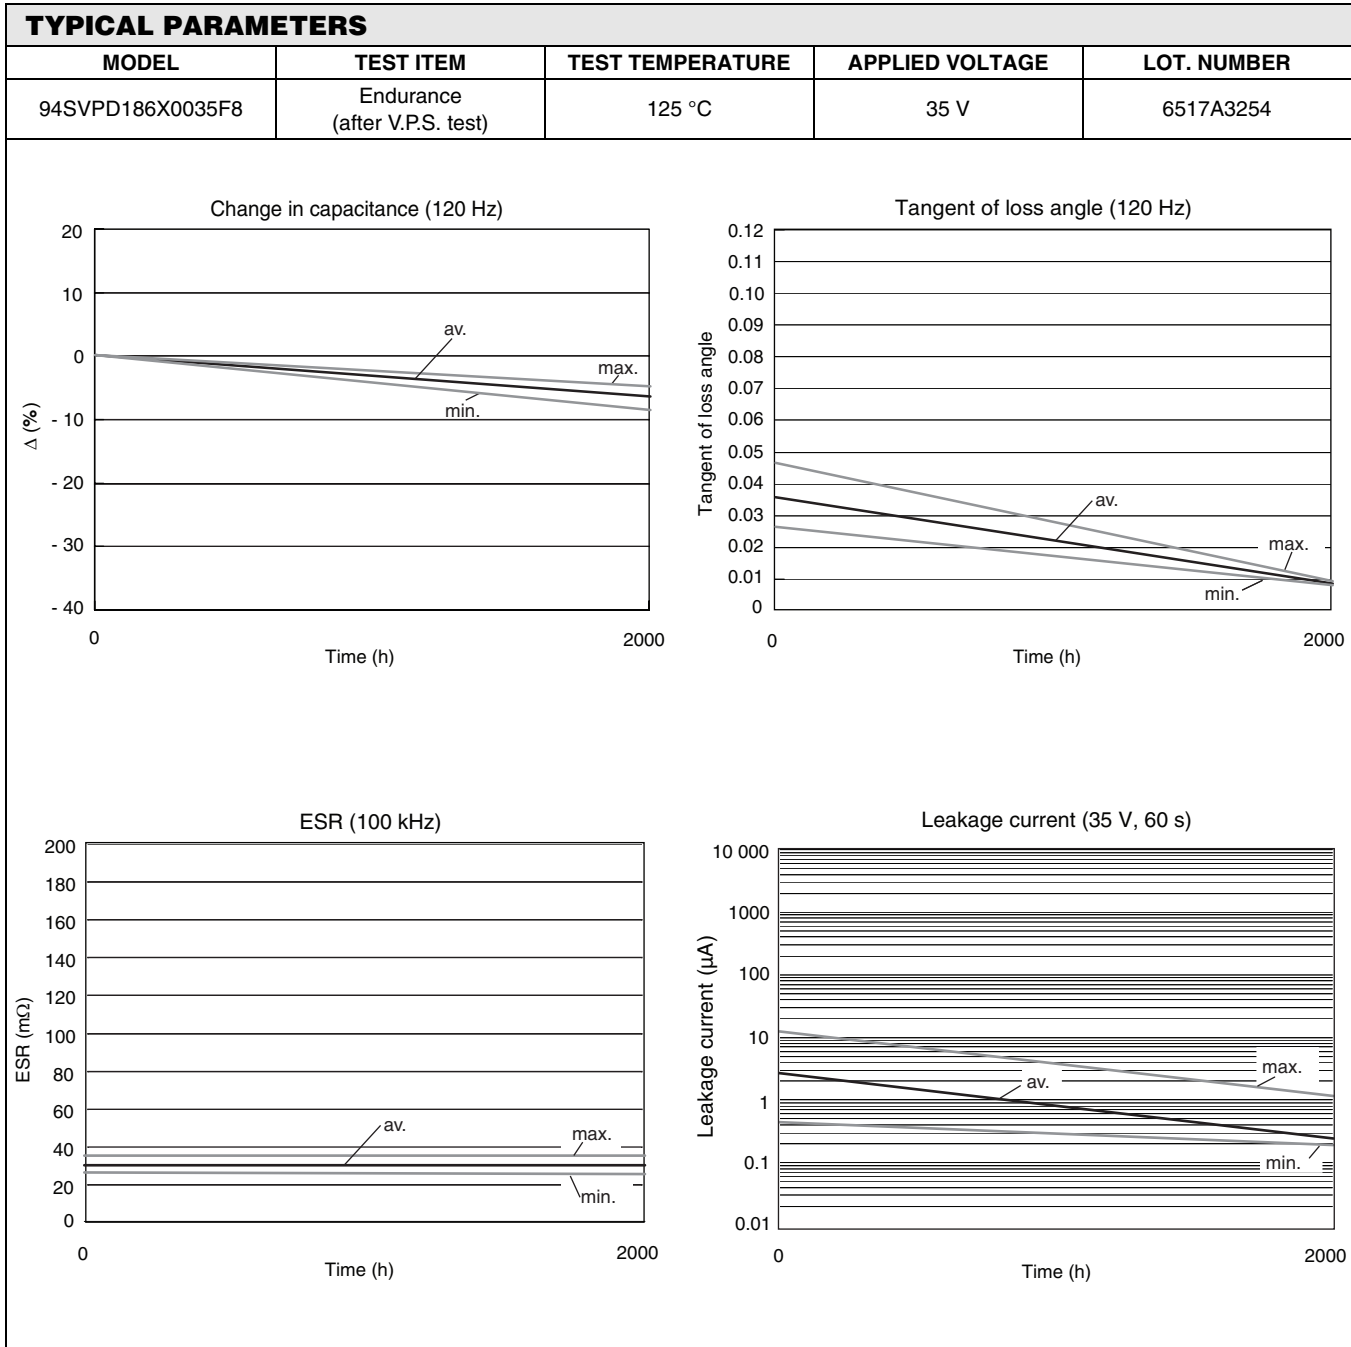 TYPICAL PARAMETERS
MODEL TEST ITEM TEST TEMPERATURE APPLIED VOLTAGE LOT. NUMBER
94SVPD186X0035F8 Endurance (after V.P.S. test) 125 °C 35 V 6517A3254
Change in capacitance (120 Hz)
20
10
0
- 10
- 20
- 30
- 40
Δ (%)
av.
max.
min.
0
2000
Time (h)
Tangent of loss angle (120 Hz)
0.12
0.11
0.10
0.09
0.08
0.07
0.06
0.05
0.04
0.03
0.02
0.01
0
Tangent of loss angle
av.
max.
min.
0
2000
Time (h)
ESR (100 kHz)
200
180
160
140
120
100
80
60
40
20
0
ESR (mΩ)
av.
max.
min.
0
2000
Time (h)
Leakage current (35 V, 60 s)
10 000
1000
100
10
1
0.1
0.01
Leakage current (µA)
max.
av.
min.
0
2000
Time (h)